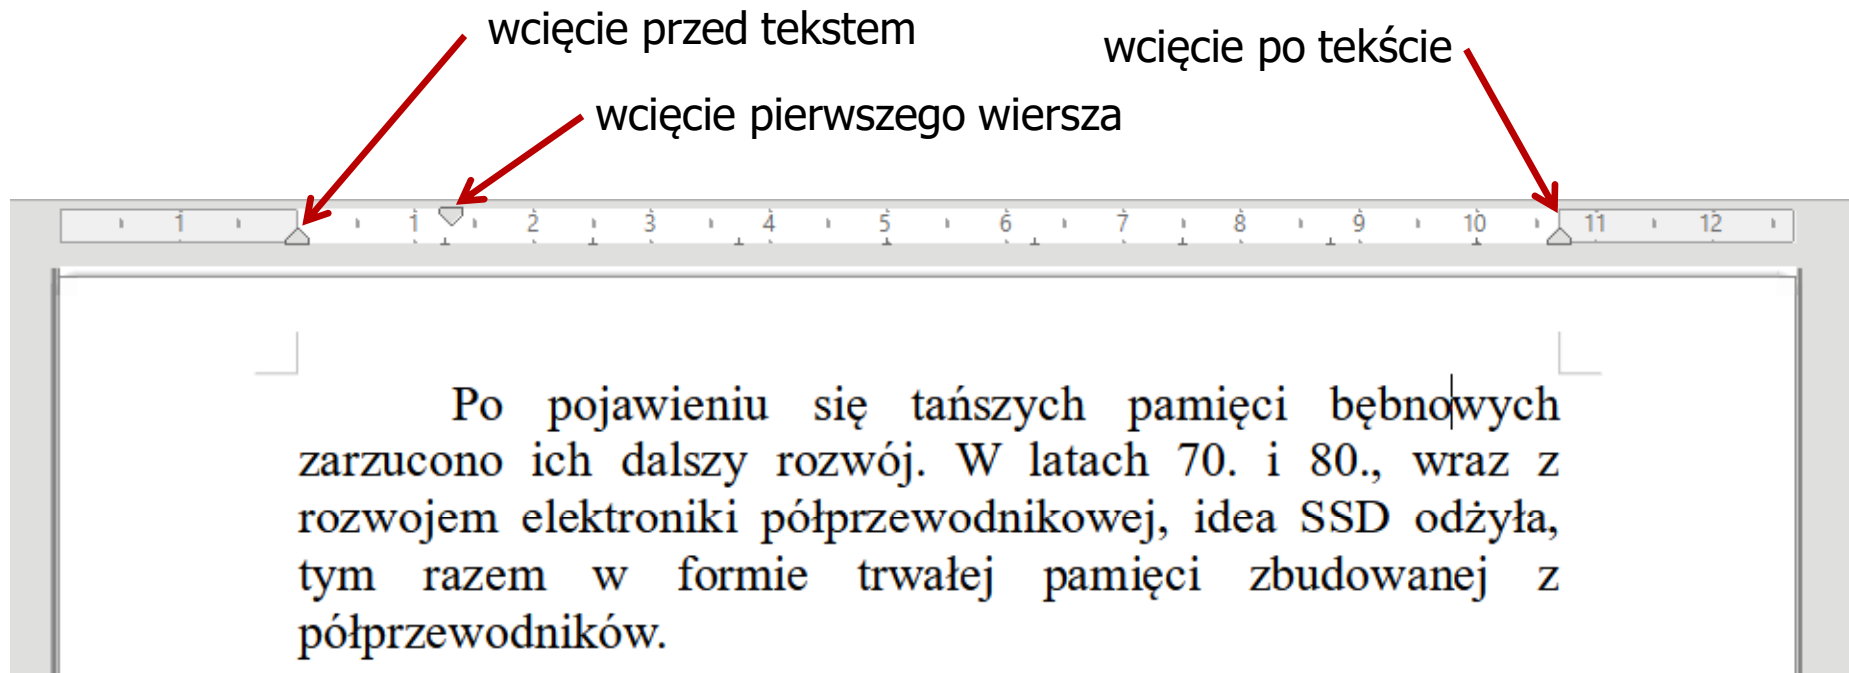 wcięcie przed tekstem
wcięcie po tekście
wcięcie pierwszego wiersza
1 1 2 3 4 5 6 7 8 9 10 11 12
Po pojawieniu się tańszych pamięci bębnowych
zarzucono ich dalszy rozwój. W latach 70. i 80., wraz z
rozwojem elektroniki półprzewodnikowej, idea SSD odżyła,
tym razem w formie trwałej pamięci zbudowanej z
półprzewodników.